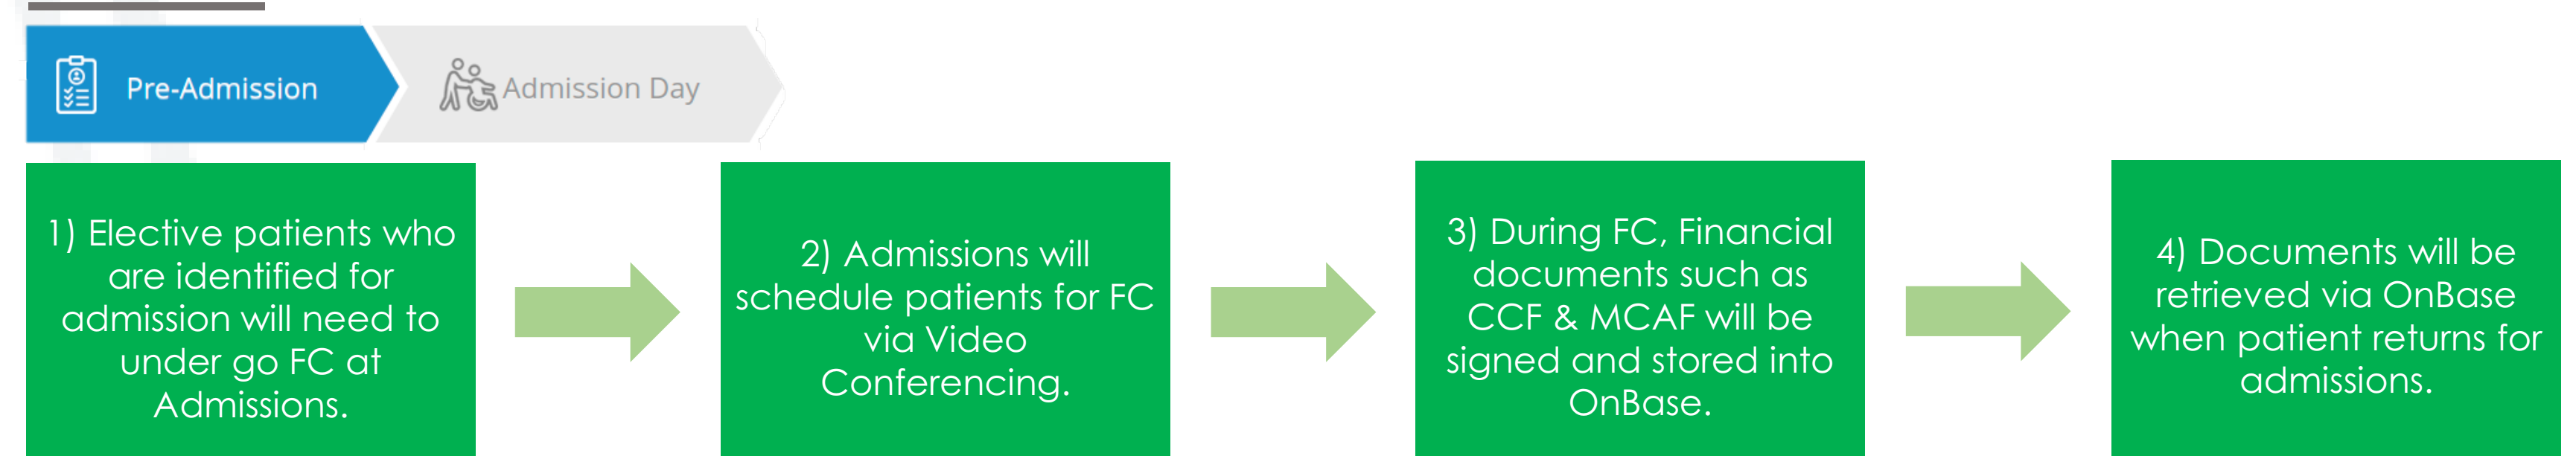 Pre-Admission
Admission Day
1) Elective patients who
are identified for
admission will need to
under go FC at
Admissions.
2) Admissions will
schedule patients for FC
via Video
Conferencing.
3) During FC, Financial
documents such as
CCF & MCAF will be
signed and stored into
OnBase.
4) Documents will be
retrieved via OnBase
when patient returns for
admissions.